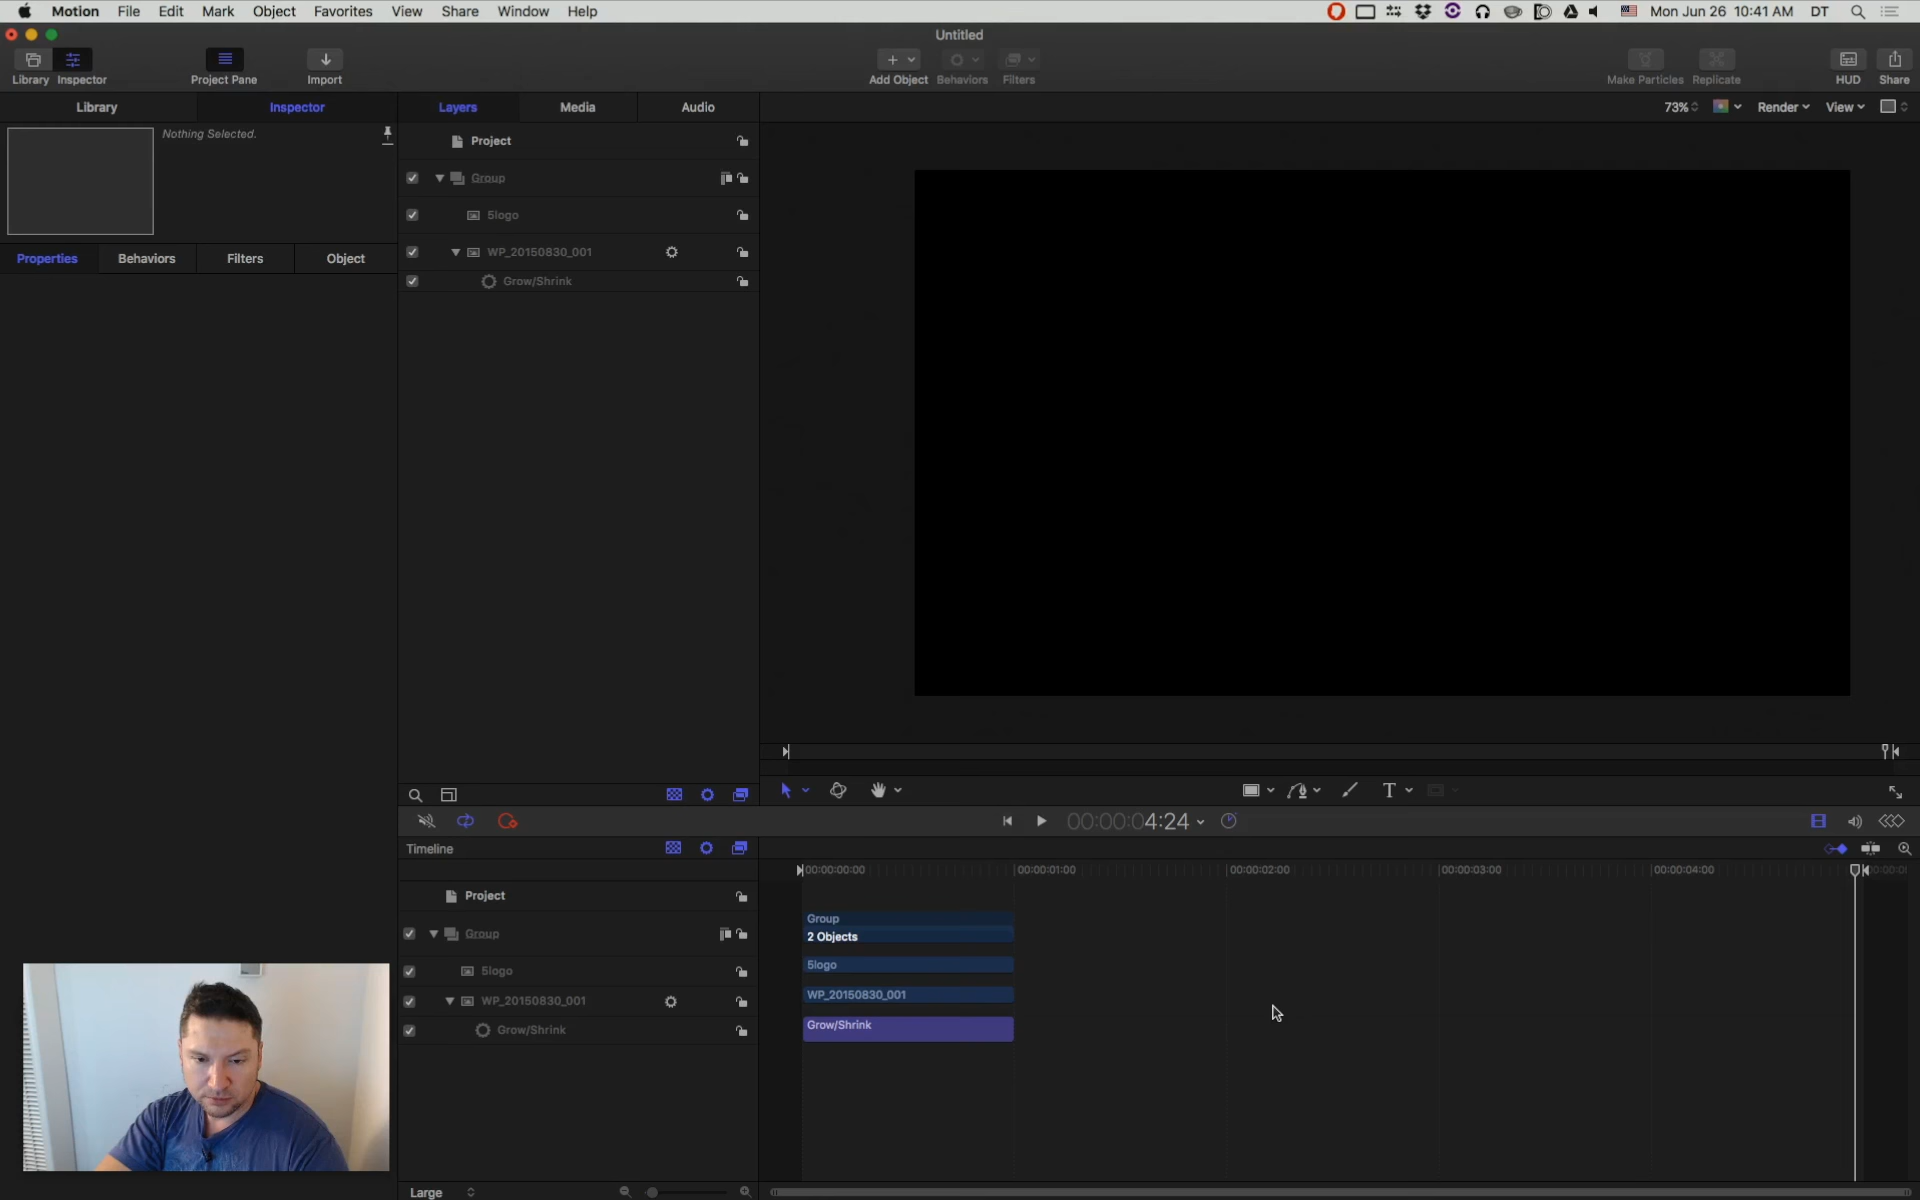 Motion File Edit Mark Object Favorites View Share Window Help
Mon Jun 26 10:41 AM DT
Untitled
Library Inspector Project Pane Import Add Object Behaviors Filters Make Particles Replicate HUD Share
Library Inspector Layers Media Audio 73% Render View
Nothing Selected.
Project
Group
5logo
WP_20150830_001
Grow/Shrink
Properties Behaviors Filters Object
T
00:00:04:24
Timeline
00:00:00:00 00:00:01:00 00:00:02:00 00:00:03:00 00:00:04:00
Project
Group
5logo
WP_20150830_001
Grow/Shrink
Group
2 Objects
5logo
WP_20150830_001
Grow/Shrink
Large